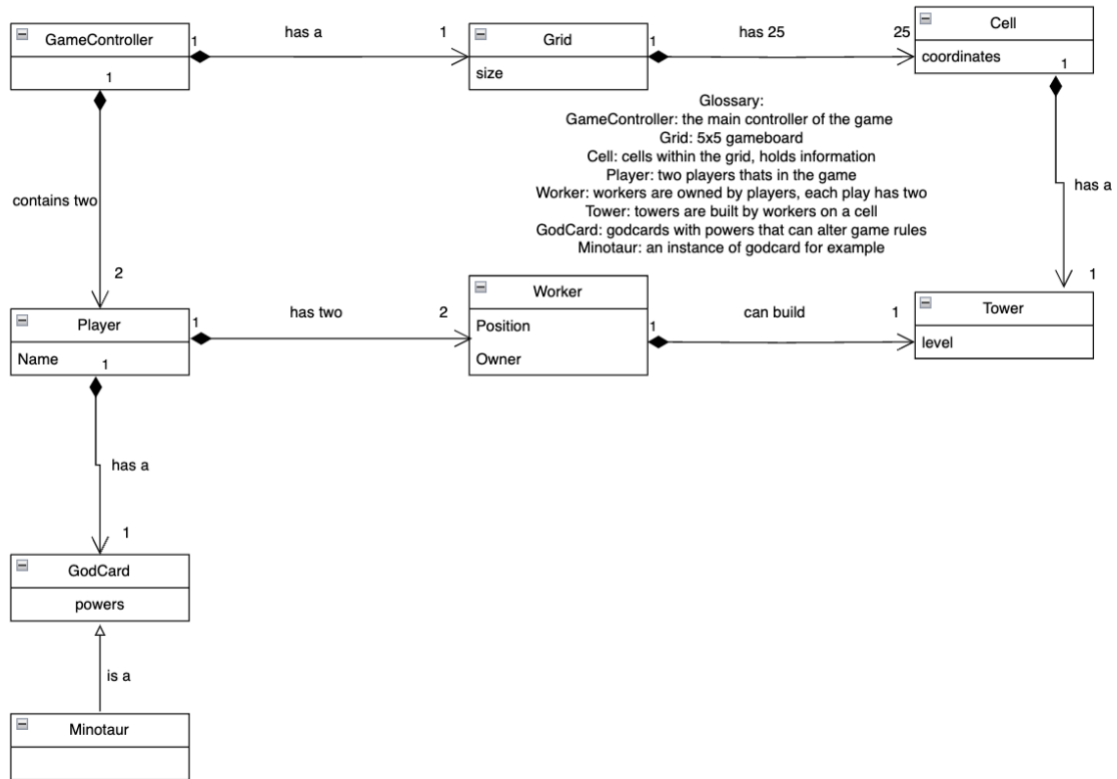 GameController
1
has a
1
Grid
size
1
has 25
25
Cell
coordinates
1
1
Glossary:
GameController: the main controller of the game
Grid: 5x5 gameboard
Cell: cells within the grid, holds information
Player: two players thats in the game
Worker: workers are owned by players, each play has two
Tower: towers are built by workers on a cell
GodCard: godcards with powers that can alter game rules
Minotaur: an instance of godcard for example
contains two
has a
2
1
Player
Name
1
1
has two
2
Worker
Position
Owner
1
can build
1
Tower
level
has a
1
GodCard
powers
is a
Minotaur